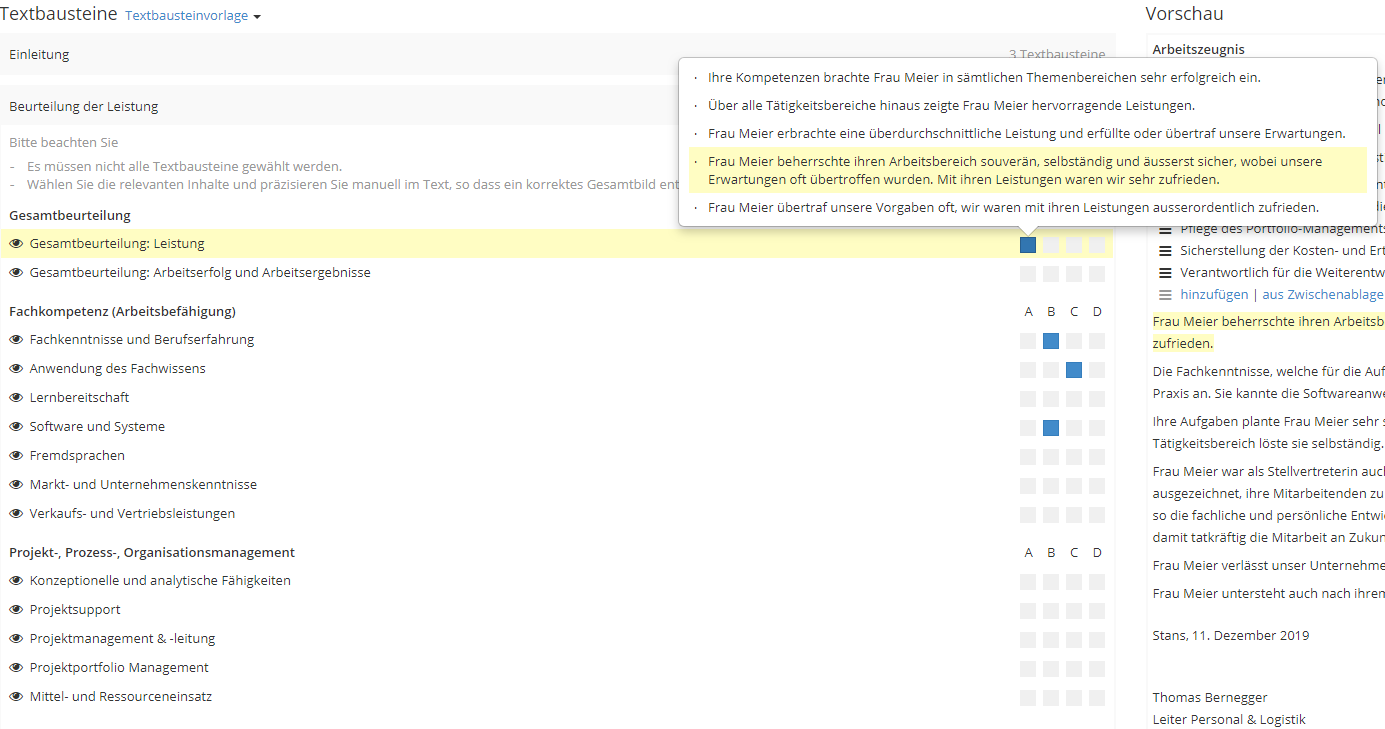 Textbausteine Textbausteinvorlage
Einleitung
3 Textbausteine
Beurteilung der Leistung
Bitte beachten Sie
- Es müssen nicht alle Textbausteine gewählt werden.
- Wählen Sie die relevanten Inhalte und präzisieren Sie manuell im Text, so dass ein korrektes Gesamtbild ent
· Ihre Kompetenzen brachte Frau Meier in sämtlichen Themenbereichen sehr erfolgreich ein.
· Über alle Tätigkeitsbereiche hinaus zeigte Frau Meier hervorragende Leistungen.
· Frau Meier erbrachte eine überdurchschnittliche Leistung und erfüllte oder übertraf unsere Erwartungen.
· Frau Meier beherrschte ihren Arbeitsbereich souverän, selbständig und äusserst sicher, wobei unsere
Erwartungen oft übertroffen wurden. Mit ihren Leistungen waren wir sehr zufrieden.
· Frau Meier übertraf unsere Vorgaben oft, wir waren mit ihren Leistungen ausserordentlich zufrieden.
Gesamtbeurteilung
Gesamtbeurteilung: Leistung
Gesamtbeurteilung: Arbeitserfolg und Arbeitsergebnisse
Fachkompetenz (Arbeitsbefähigung) A B C D
Fachkenntnisse und Berufserfahrung
Anwendung des Fachwissens
Lernbereitschaft
Software und Systeme
Fremdsprachen
Markt- und Unternehmenskenntnisse
Verkaufs- und Vertriebsleistungen
Projekt-, Prozess-, Organisationsmanagement A B C D
Konzeptionelle und analytische Fähigkeiten
Projektsupport
Projektmanagement & -leitung
Projektportfolio Management
Mittel- und Ressourceneinsatz
Vorschau
Arbeitszeugnis
Pflege des Portfolio-Managements
Sicherstellung der Kosten- und Ert
Verantwortlich für die Weiterentw
hinzufügen | aus Zwischenablage
Frau Meier beherrschte ihren Arbeitsb
zufrieden.
Die Fachkenntnisse, welche für die Auf
Praxis an. Sie kannte die Softwareanwe
Ihre Aufgaben plante Frau Meier sehr s
Tätigkeitsbereich löste sie selbständig.
Frau Meier war als Stellvertreterin auch
ausgezeichnet, ihre Mitarbeitenden zu
so die fachliche und persönliche Entwi
damit tatkräftig die Mitarbeit an Zukun
Frau Meier verlässt unser Unternehme
Frau Meier untersteht auch nach ihrem
Stans, 11. Dezember 2019
Thomas Bernegger
Leiter Personal & Logistik